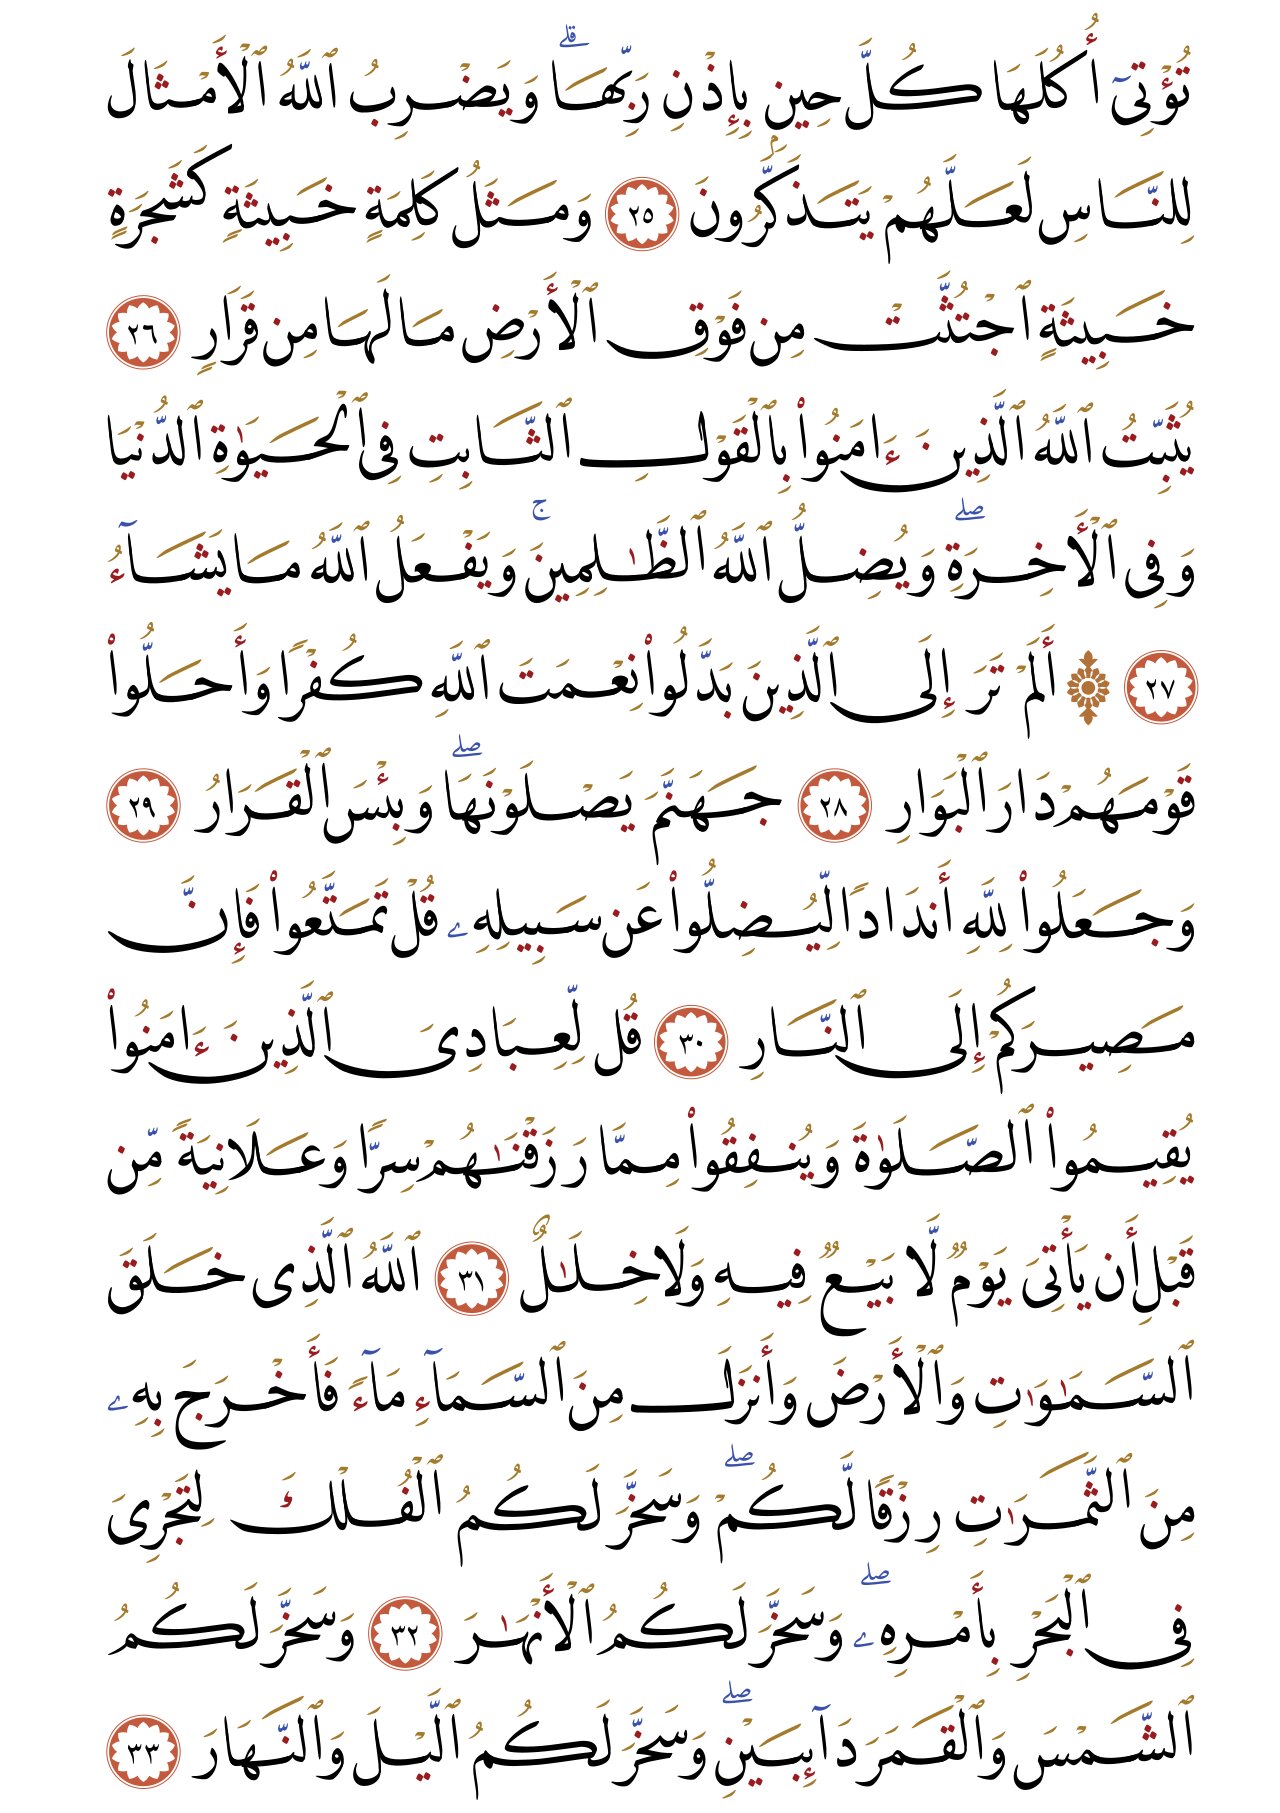 تُؤْتِىٓ أُكُلَهَا كُلَّ حِينٍۭ بِإِذْنِ رَبِّهَا ۗ وَيَضْرِبُ ٱللَّهُ ٱلْأَمْثَالَ
لِلنَّاسِ لَعَلَّهُمْ يَتَذَكَّرُونَ ٢٥ وَمَثَلُ كَلِمَةٍ خَبِيثَةٍ كَشَجَرَةٍ
خَبِيثَةٍ ٱجْتُثَّتْ مِن فَوْقِ ٱلْأَرْضِ مَا لَهَا مِن قَرَارٍ ٢٦
يُثَبِّتُ ٱللَّهُ ٱلَّذِينَ ءَامَنُوا۟ بِٱلْقَوْلِ ٱلثَّابِتِ فِى ٱلْحَيَوٰةِ ٱلدُّنْيَا
وَفِى ٱلْأَخِرَةِ ۖ وَيُضِلُّ ٱللَّهُ ٱلظَّـٰلِمِينَ ۚ وَيَفْعَلُ ٱللَّهُ مَا يَشَآءُ
٢٧ ۞ أَلَمْ تَرَ إِلَى ٱلَّذِينَ بَدَّلُوا۟ نِعْمَتَ ٱللَّهِ كُفْرًا وَأَحَلُّوا۟
قَوْمَهُمْ دَارَ ٱلْبَوَارِ ٢٨ جَهَنَّمَ يَصْلَوْنَهَا ۖ وَبِئْسَ ٱلْقَرَارُ ٢٩
وَجَعَلُوا۟ لِلَّهِ أَندَادًا لِّيُضِلُّوا۟ عَن سَبِيلِهِۦ ۗ قُلْ تَمَتَّعُوا۟ فَإِنَّ
مَصِيرَكُمْ إِلَى ٱلنَّارِ ٣٠ قُل لِّعِبَادِىَ ٱلَّذِينَ ءَامَنُوا۟
يُقِيمُوا۟ ٱلصَّلَوٰةَ وَيُنفِقُوا۟ مِمَّا رَزَقْنَـٰهُمْ سِرًّا وَعَلَانِيَةً مِّن
قَبْلِ أَن يَأْتِىَ يَوْمٌ لَّا بَيْعٌ فِيهِ وَلَا خِلَـٰلٌ ٣١ ٱللَّهُ ٱلَّذِى خَلَقَ
ٱلسَّمَـٰوَٰتِ وَٱلْأَرْضَ وَأَنزَلَ مِنَ ٱلسَّمَآءِ مَآءً فَأَخْرَجَ بِهِۦ
مِنَ ٱلثَّمَرَٰتِ رِزْقًا لَّكُمْ ۖ وَسَخَّرَ لَكُمُ ٱلْفُلْكَ لِتَجْرِىَ
فِى ٱلْبَحْرِ بِأَمْرِهِۦ ۖ وَسَخَّرَ لَكُمُ ٱلْأَنْهَـٰرَ ٣٢ وَسَخَّرَ لَكُمُ
ٱلشَّمْسَ وَٱلْقَمَرَ دَآئِبَيْنِ ۖ وَسَخَّرَ لَكُمُ ٱلَّيْلَ وَٱلنَّهَارَ ٣٣